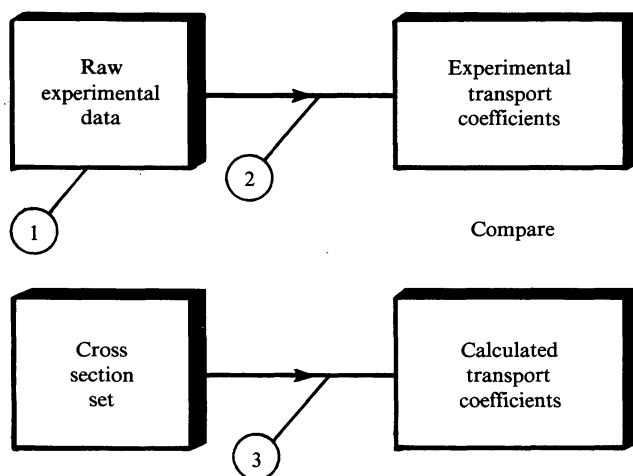 Raw
experimental
data
Experimental
transport
coefficients
2
1
Compare
Cross
section
set
Calculated
transport
coefficients
3